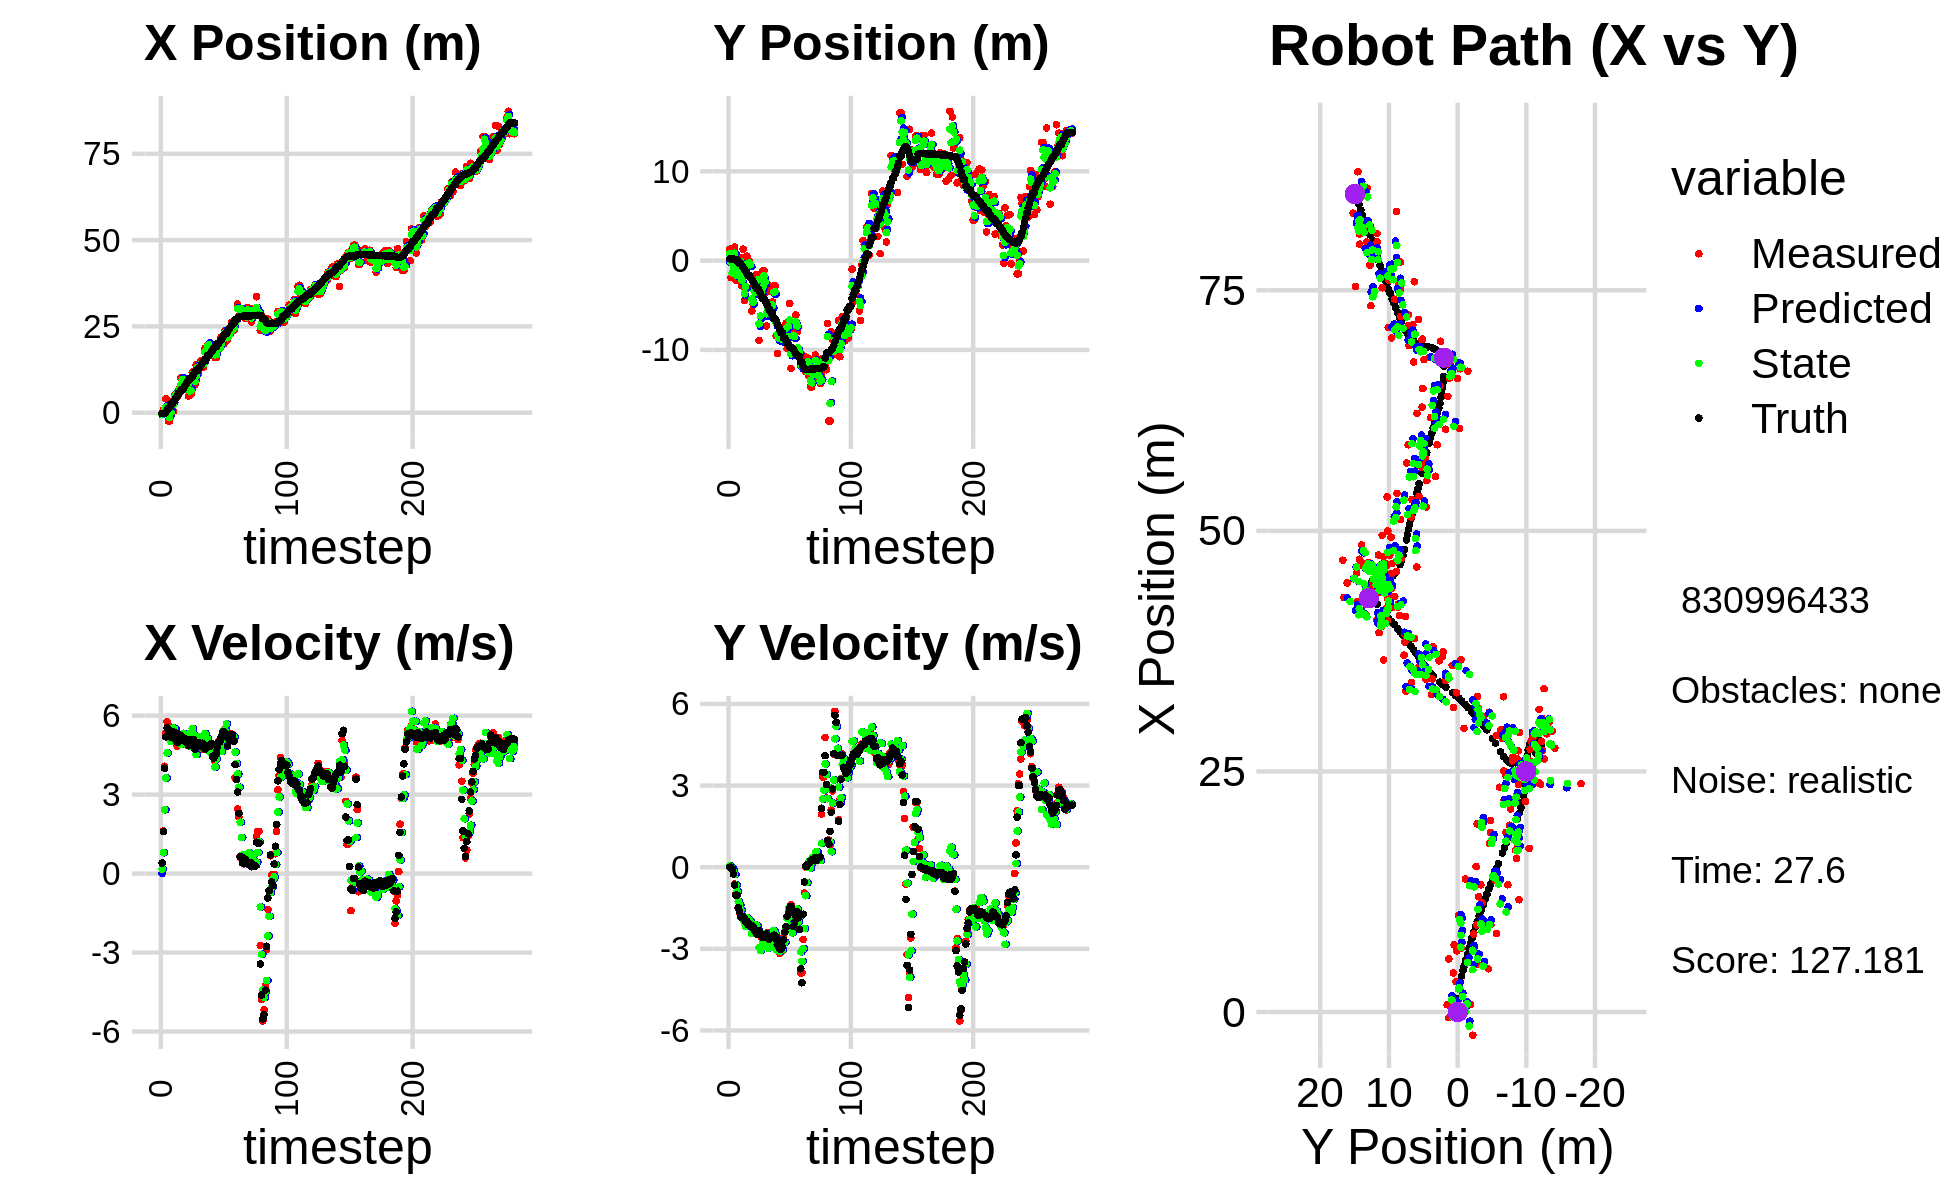 X Position (m)
75
50
25
0
0
100
200
timestep
Y Position (m)
10
0
-10
0
100
200
timestep
X Velocity (m/s)
6
3
0
-3
-6
0
100
200
timestep
Y Velocity (m/s)
6
3
0
-3
-6
0
100
200
timestep
Robot Path (X vs Y)
X Position (m)
75
50
25
0
20 10 0 -10 -20
Y Position (m)
variable
Measured
Predicted
State
Truth
830996433
Obstacles: none
Noise: realistic
Time: 27.6
Score: 127.181